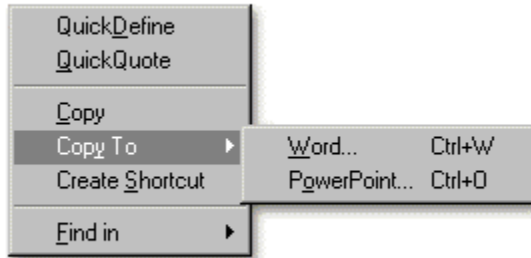 QuickDefine
QuickQuote
Copy
Copy To
Word... Ctrl+W
Create Shortcut
PowerPoint... Ctrl+O
Find in